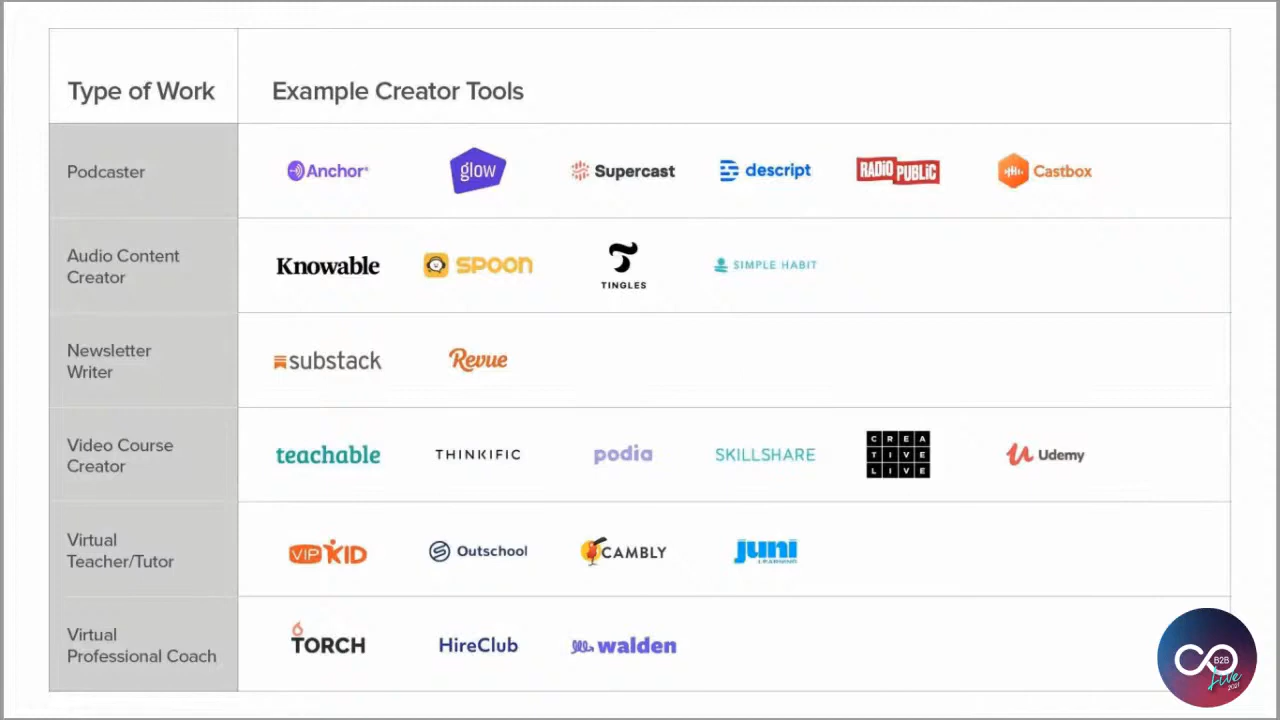 Type of Work
Example Creator Tools
Podcaster
Anchor
glow
Supercast
descript
RADiO PUBLiC
Castbox
Audio Content
Creator
Knowable
SPOON
TINGLES
SIMPLE HABIT
Newsletter
Writer
substack
Revue
Video Course
Creator
teachable
THINKIFIC
podia
SKILLSHARE
CREA
TIVE
LIVE
Udemy
Virtual
Teacher/Tutor
VIPKID
Outschool
CAMBLY
juni
LEARNING
Virtual
Professional Coach
TORCH
HireClub
walden
B2B
Live
2021